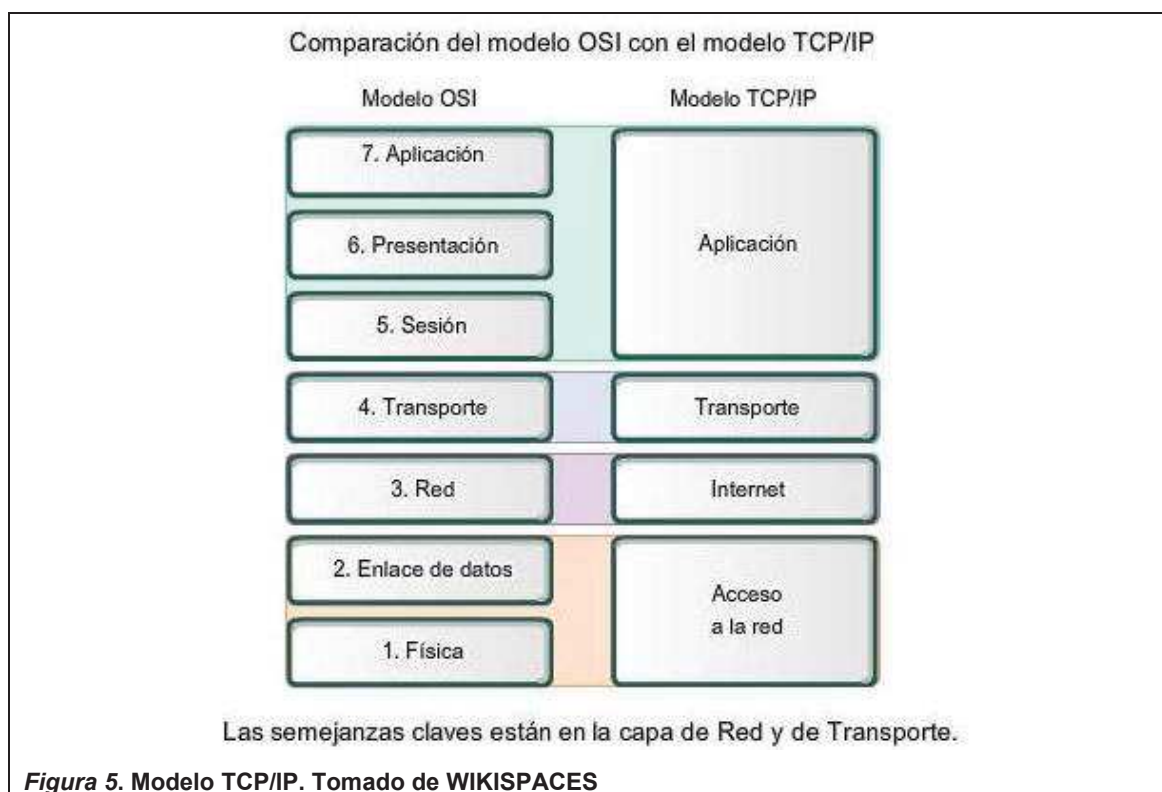 Comparación del modelo OSI con el modelo TCP/IP
Modelo OSI
Modelo TCP/IP
7. Aplicación
6. Presentación
5. Sesión
Aplicación
4. Transporte
Transporte
3. Red
Internet
2. Enlace de datos
1. Física
Acceso
a la red
Las semejanzas claves están en la capa de Red y de Transporte.
Figura 5. Modelo TCP/IP. Tomado de WIKISPACES